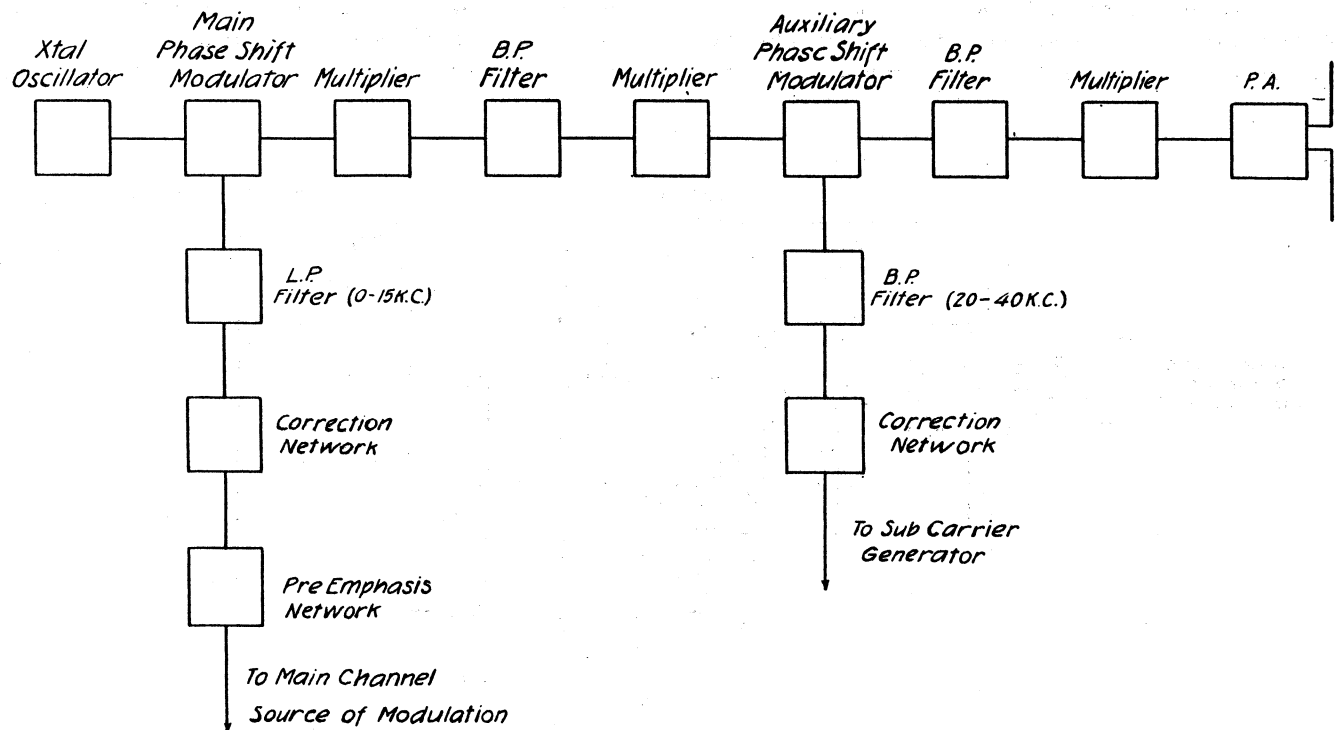 Xtal
Oscillator
Main
Phase Shift
Modulator
Multiplier
B.P.
Filter
Multiplier
Auxiliary
Phase Shift
Modulator
B.P.
Filter
Multiplier
P.A.
L.P.
Filter (0-15K.C.)
B.P.
Filter (20-40K.C.)
Correction
Network
Correction
Network
To Sub Carrier
Generator
Pre Emphasis
Network
To Main Channel
Source of Modulation